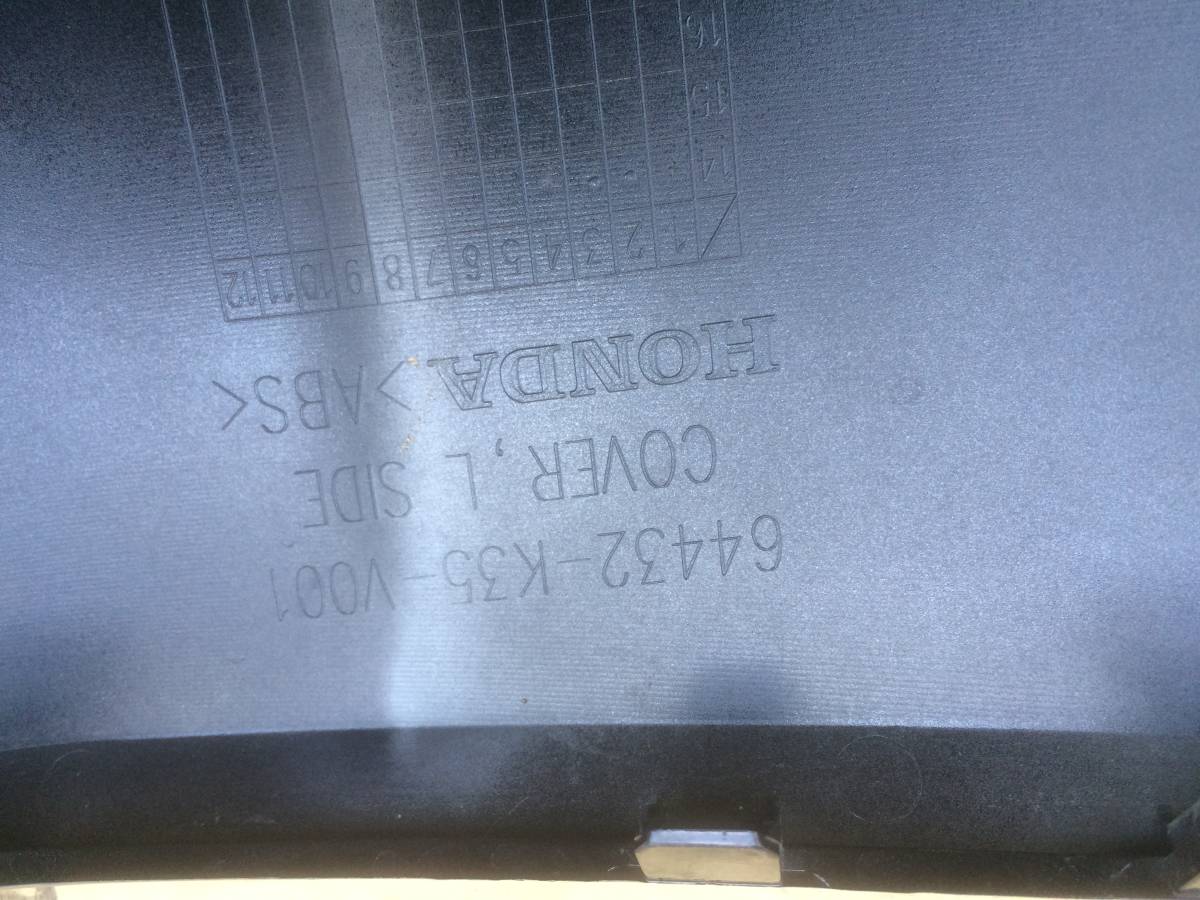 64432-K35-V001
COVER, L SIDE
HONDA >ABS<
/ 1 2 3 4 5 6 7 8 9 10 11 12
14
15
16